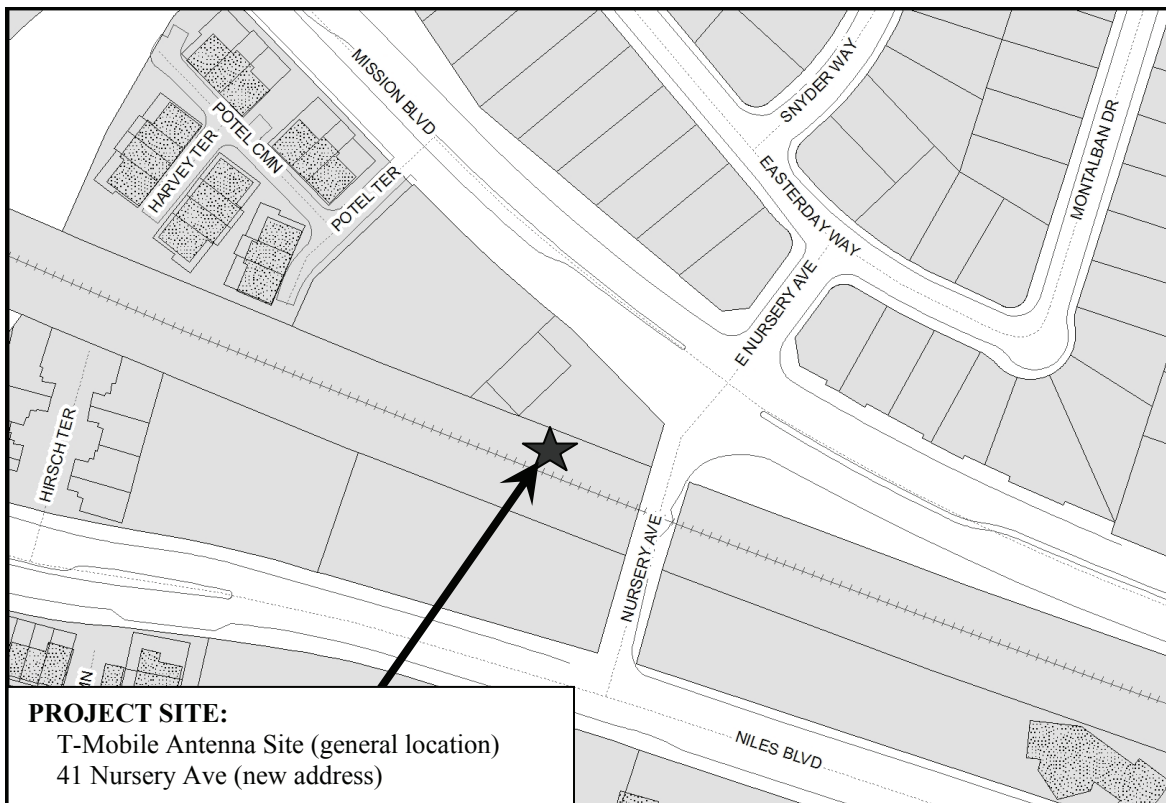 MISSION BLVD
SNYDER WAY
MONTALBAN DR
POTEL CMN
HARVEY TER
POTEL TER
EASTERDAY WAY
E NURSERY AVE
HIRSCH TER
NURSERY AVE
MN
NILES BLVD
PROJECT SITE:
T-Mobile Antenna Site (general location)
41 Nursery Ave (new address)